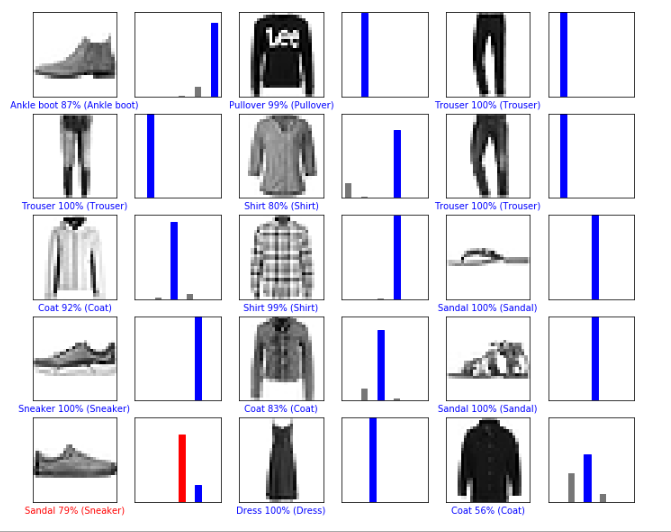 Lee
Ankle boot 87% (Ankle boot)
Pullover 99% (Pullover)
Trouser 100% (Trouser)
Trouser 100% (Trouser)
Shirt 80% (Shirt)
Trouser 100% (Trouser)
Coat 92% (Coat)
Shirt 99% (Shirt)
Sandal 100% (Sandal)
Sneaker 100% (Sneaker)
Coat 83% (Coat)
Sandal 100% (Sandal)
Sandal 79% (Sneaker)
Dress 100% (Dress)
Coat 56% (Coat)